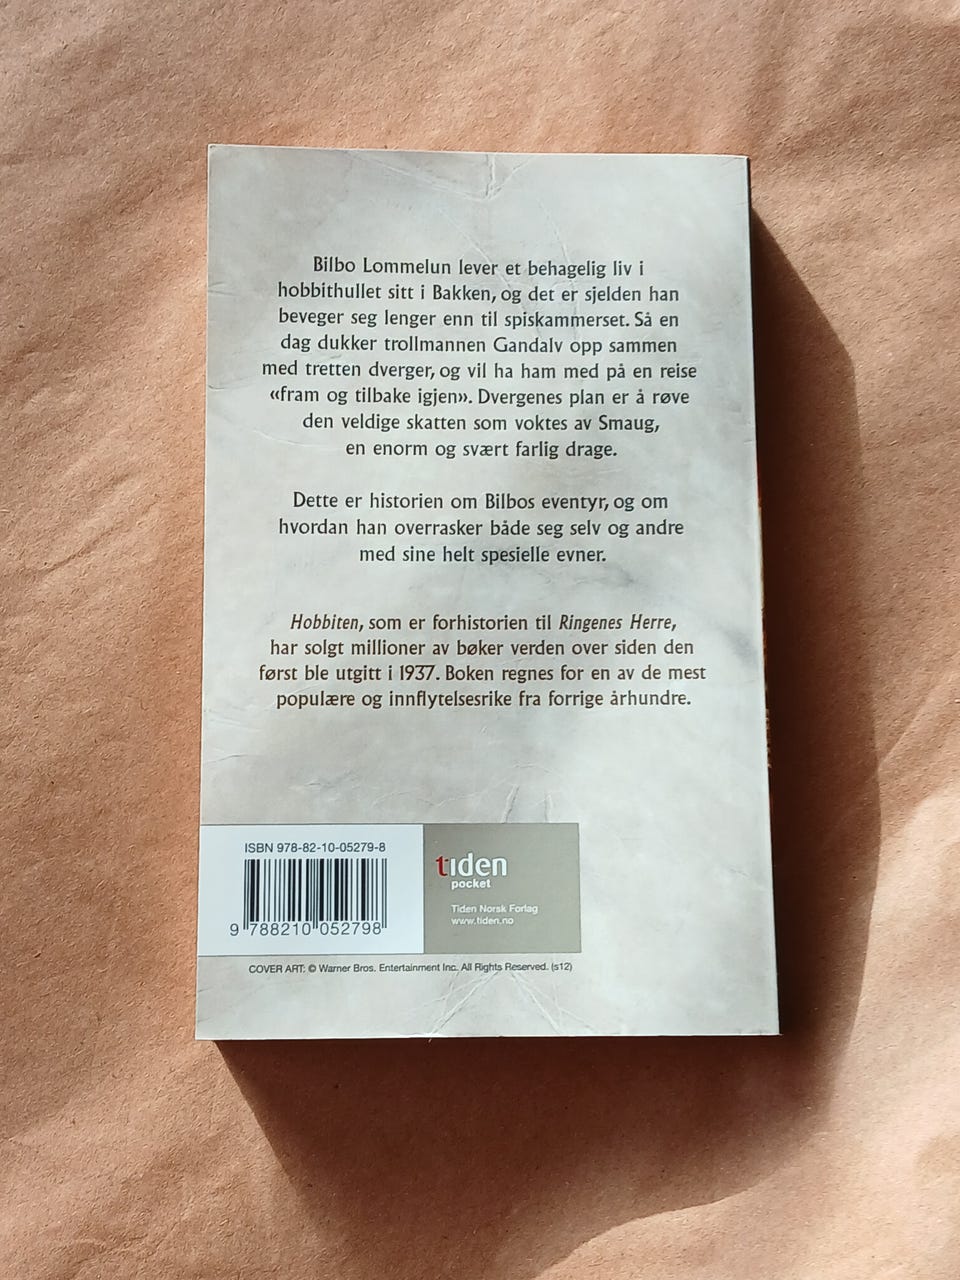 Bilbo Lommelun lever et behagelig liv i
hobbithullet sitt i Bakken, og det er sjelden han
beveger seg lenger enn til spiskammerset. Så en
dag dukker trollmannen Gandalv opp sammen
med tretten dverger, og vil ha ham med på en reise
«fram og tilbake igjen». Dvergenes plan er å røve
den veldige skatten som voktes av Smaug,
en enorm og svært farlig drage.
Dette er historien om Bilbos eventyr, og om
hvordan han overrasker både seg selv og andre
med sine helt spesielle evner.
Hobbiten, som er forhistorien til Ringenes Herre,
har solgt millioner av bøker verden over siden den
først ble utgitt i 1937. Boken regnes for en av de mest
populære og innflytelsesrike fra forrige århundre.
ISBN 978-82-10-05279-8
9 788210 052798
tiden
pocket
Tiden Norsk Forlag
www.tiden.no
COVER ART: © Warner Bros. Entertainment Inc. All Rights Reserved. (s12)